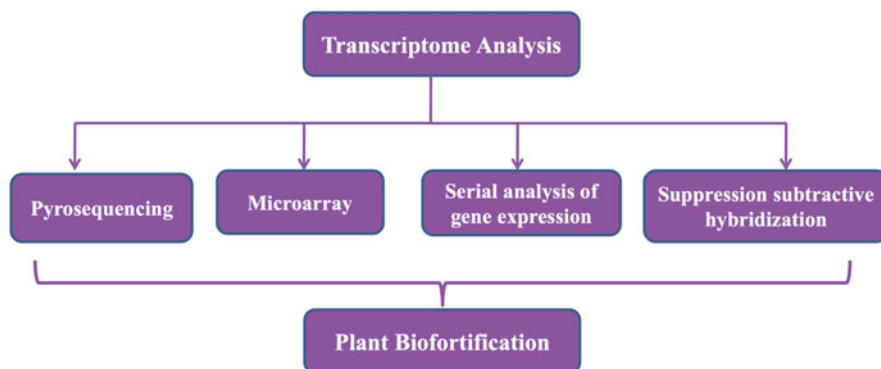 Transcriptome Analysis
Pyrosequencing
Microarray
Serial analysis of
gene expression
Suppression subtractive
hybridization
Plant Biofortification